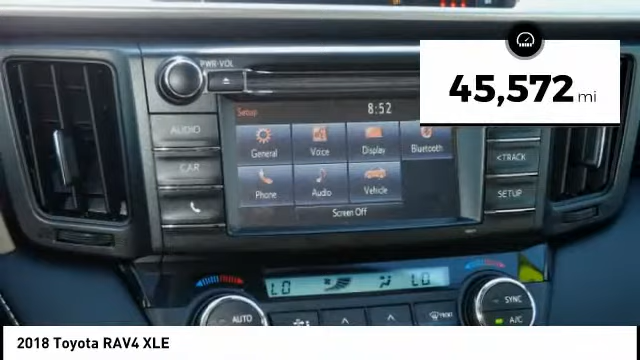 PWR·VOL
45,572 mi
Setup 8:52
AUDIO
CAR
General Voice Display Bluetooth
Phone Audio Vehicle
Screen Off
<TRACK
SETUP
LO LO
AUTO
FRONT
SYNC
A/C
2018 Toyota RAV4 XLE